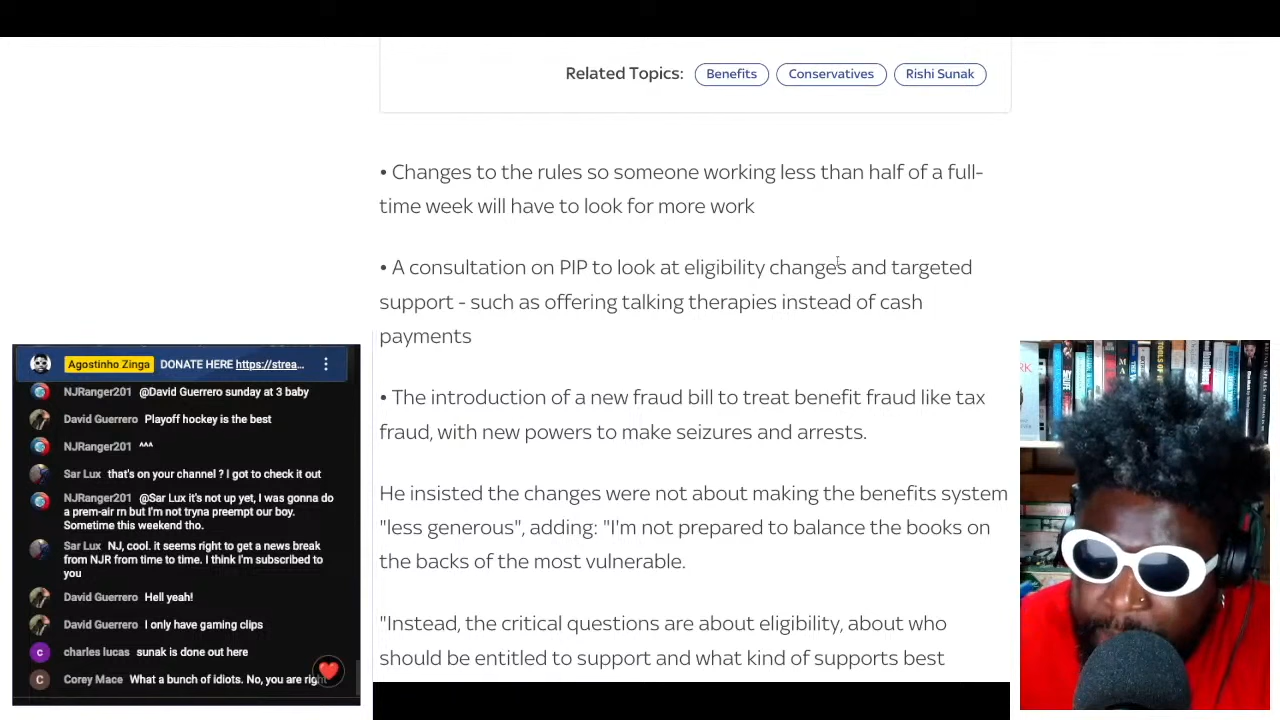 Related Topics: Benefits Conservatives Rishi Sunak
• Changes to the rules so someone working less than half of a full-
time week will have to look for more work
• A consultation on PIP to look at eligibility changes and targeted
support - such as offering talking therapies instead of cash
payments
• The introduction of a new fraud bill to treat benefit fraud like tax
fraud, with new powers to make seizures and arrests.
He insisted the changes were not about making the benefits system
"less generous", adding: "I'm not prepared to balance the books on
the backs of the most vulnerable.
"Instead, the critical questions are about eligibility, about who
should be entitled to support and what kind of supports best
Agostinho Zinga DONATE HERE https://strea...
NJRanger201 @David Guerrero sunday at 3 baby
David Guerrero Playoff hockey is the best
NJRanger201 ^^^
Sar Lux that's on your channel ? I got to check it out
NJRanger201 @Sar Lux it's not up yet, I was gonna do
a prem-air rn but I'm not tryna preempt our boy.
Sometime this weekend tho.
Sar Lux NJ, cool. it seems right to get a news break
from NJR from time to time. I think I'm subscribed to
you
David Guerrero Hell yeah!
David Guerrero I only have gaming clips
charles lucas sunak is done out here
Corey Mace What a bunch of idiots. No, you are right